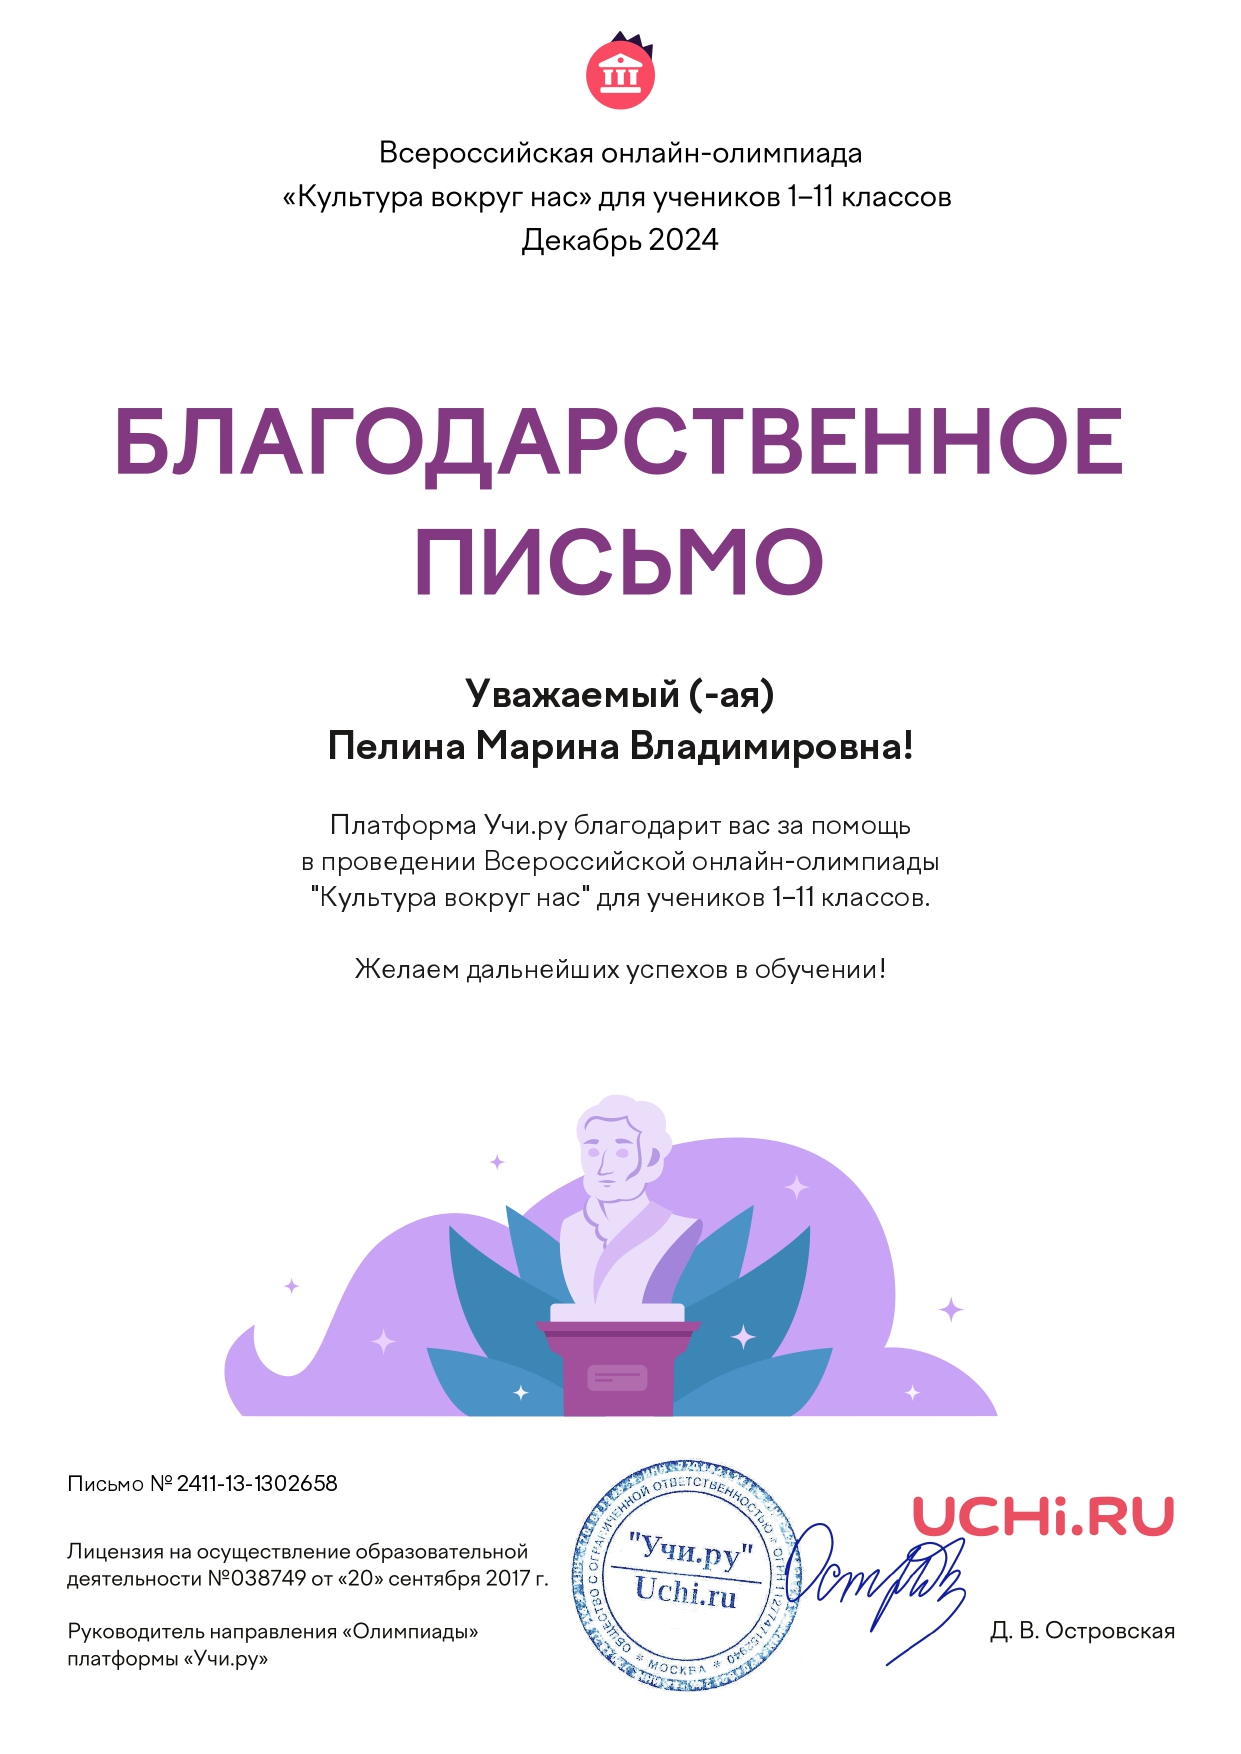 Всероссийская онлайн-олимпиада
«Культура вокруг нас» для учеников 1–11 классов
Декабрь 2024
БЛАГОДАРСТВЕННОЕ
ПИСЬМО
Уважаемый (-ая)
Пелина Марина Владимировна!
Платформа Учи.ру благодарит вас за помощь
в проведении Всероссийской онлайн-олимпиады
"Культура вокруг нас" для учеников 1–11 классов.
Желаем дальнейших успехов в обучении!
Письмо № 2411-13-1302658
Лицензия на осуществление образовательной
деятельности №038749 от «20» сентября 2017 г.
Руководитель направления «Олимпиады»
платформы «Учи.ру»
ОБЩЕСТВО С ОГРАНИЧЕННОЙ ОТВЕТСТВЕННОСТЬЮ * ОГРН 1127747152940
* МОСКВА *
"Учи.ру"
Uchi.ru
UCHi.RU
Д. В. Островская